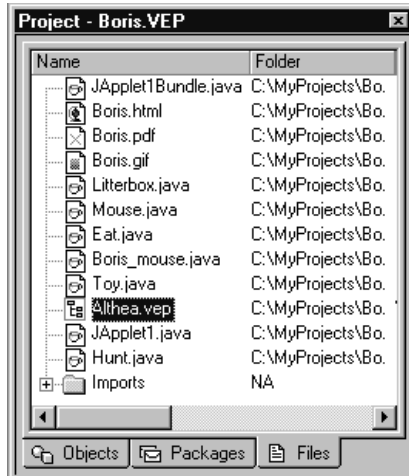 Project - Boris.VEP
Name Folder
JApplet1Bundle.java C:\MyProjects\Bo.
Boris.html C:\MyProjects\Bo.
Boris.pdf C:\MyProjects\Bo.
Boris.gif C:\MyProjects\Bo.
Litterbox.java C:\MyProjects\Bo.
Mouse.java C:\MyProjects\Bo.
Eat.java C:\MyProjects\Bo.
Boris_mouse.java C:\MyProjects\Bo.
Toy.java C:\MyProjects\Bo.
Althea.vep C:\MyProjects\Bo.
JApplet1.java C:\MyProjects\Bo.
Hunt.java C:\MyProjects\Bo.
Imports NA
Objects Packages Files